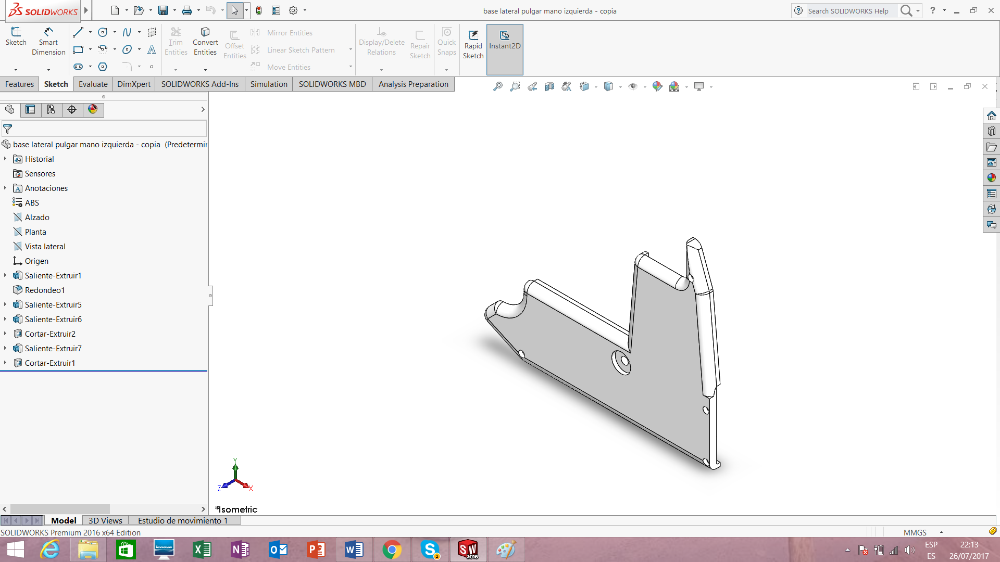 SOLIDWORKS
base lateral pulgar mano izquierda - copia
Search SOLIDWORKS Help
Sketch
Smart Dimension
Trim Entities
Convert Entities
Offset Entities
Mirror Entities
Linear Sketch Pattern
Move Entities
Display/Delete Relations
Repair Sketch
Quick Snaps
Rapid Sketch
Instant2D
Features
Sketch
Evaluate
DimXpert
SOLIDWORKS Add-Ins
Simulation
SOLIDWORKS MBD
Analysis Preparation
base lateral pulgar mano izquierda - copia (Predetermin
Historial
Sensores
Anotaciones
ABS
Alzado
Planta
Vista lateral
Origen
Saliente-Extruir1
Redondeo1
Saliente-Extruir5
Saliente-Extruir6
Cortar-Extruir2
Saliente-Extruir7
Cortar-Extruir1
Y
Z
X
*Isometric
Model
3D Views
Estudio de movimiento 1
SOLIDWORKS Premium 2016 x64 Edition
MMGS
SW 2016
2
ESP
ES
22:13
26/07/2017